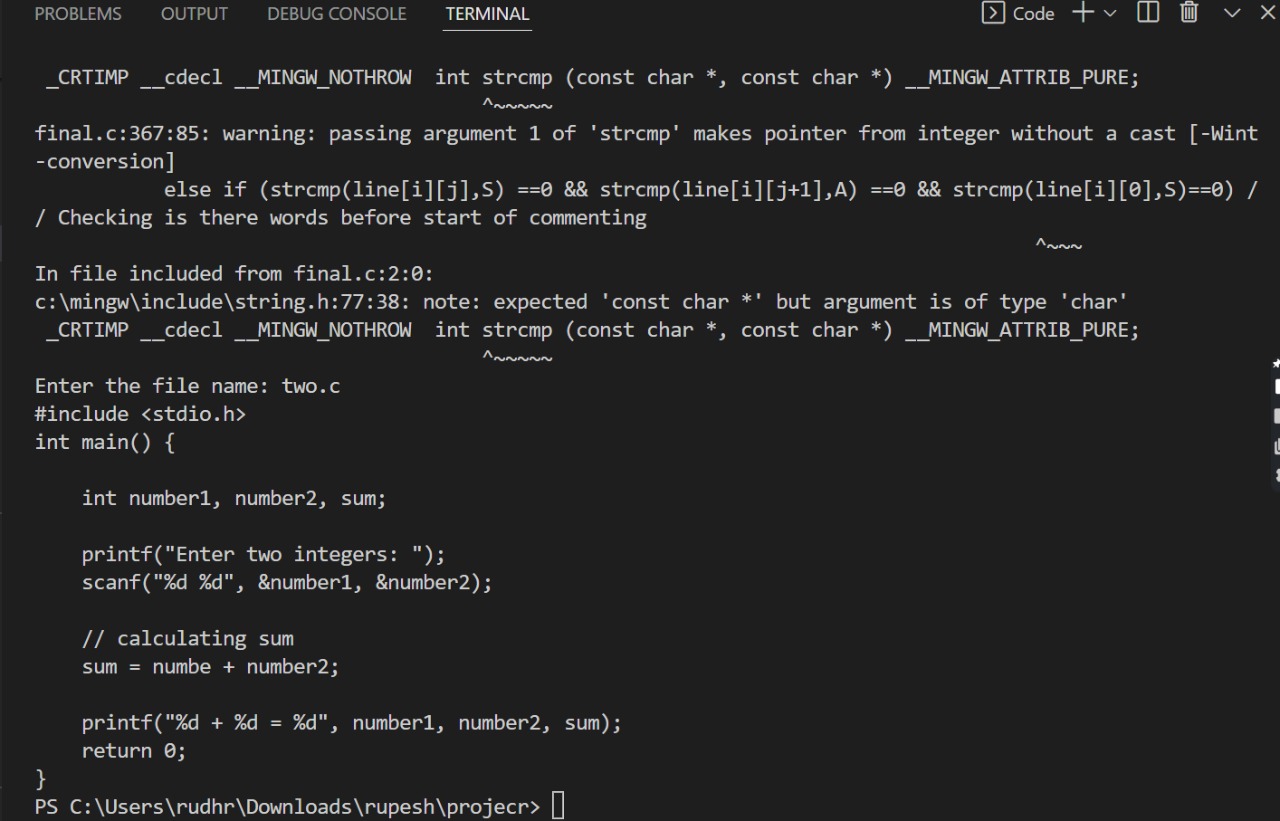 PROBLEMS OUTPUT DEBUG CONSOLE TERMINAL Code
_CRTIMP __cdecl __MINGW_NOTHROW  int strcmp (const char *, const char *) __MINGW_ATTRIB_PURE;
^~~~~~
final.c:367:85: warning: passing argument 1 of 'strcmp' makes pointer from integer without a cast [-Wint
-conversion]
else if (strcmp(line[i][j],S) ==0 && strcmp(line[i][j+1],A) ==0 && strcmp(line[i][0],S)==0) /
/ Checking is there words before start of commenting
^~~~
In file included from final.c:2:0:
c:\mingw\include\string.h:77:38: note: expected 'const char *' but argument is of type 'char'
_CRTIMP __cdecl __MINGW_NOTHROW  int strcmp (const char *, const char *) __MINGW_ATTRIB_PURE;
^~~~~~
Enter the file name: two.c
#include <stdio.h>
int main() {
int number1, number2, sum;
printf("Enter two integers: ");
scanf("%d %d", &number1, &number2);
// calculating sum
sum = numbe + number2;
printf("%d + %d = %d", number1, number2, sum);
return 0;
}
PS C:\Users\rudhr\Downloads\rupesh\projecr>